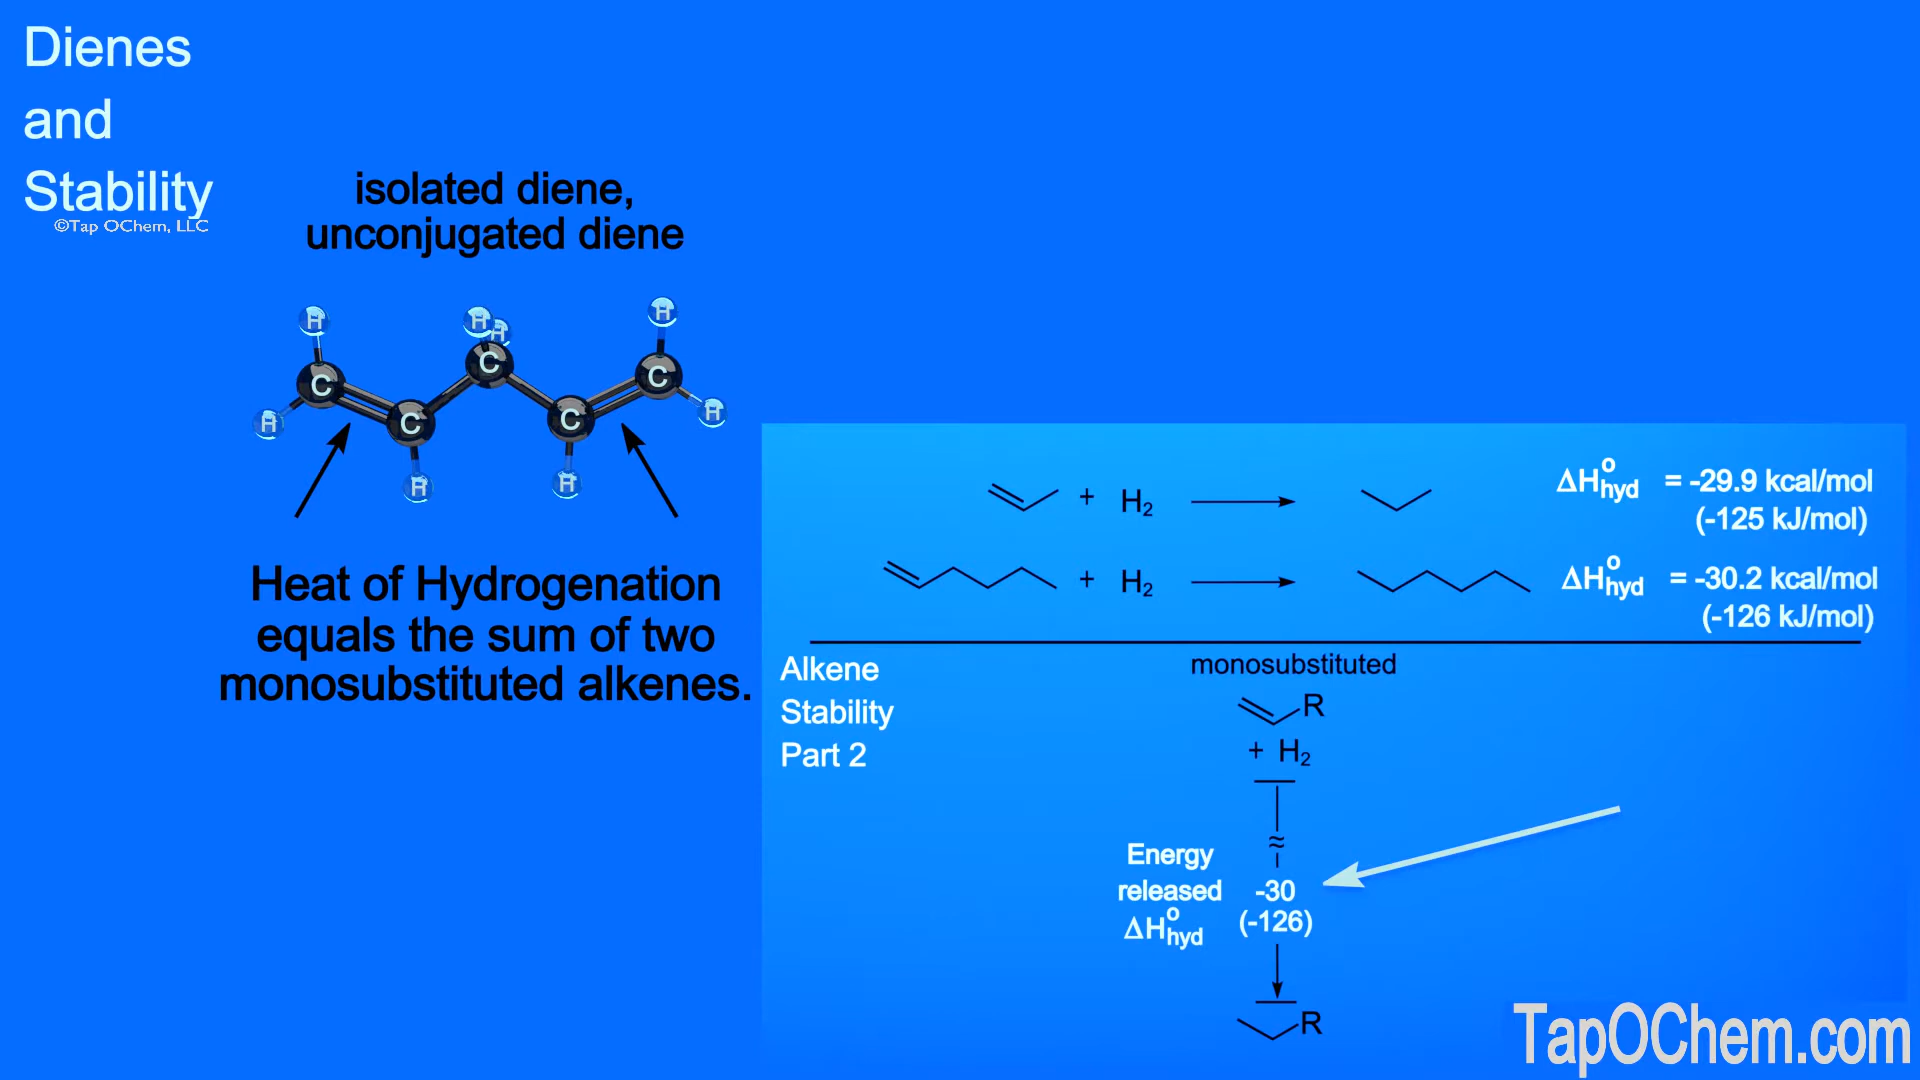 Dienes
and
Stability
©Tap OChem, LLC
isolated diene,
unconjugated diene
H H H H
C C C
H C C H
H H
Heat of Hydrogenation
equals the sum of two
monosubstituted alkenes.
+ H₂ ΔH°hyd = -29.9 kcal/mol
(-125 kJ/mol)
+ H₂ ΔH°hyd = -30.2 kcal/mol
(-126 kJ/mol)
Alkene
Stability
Part 2
monosubstituted
R
+ H₂
≈
Energy
released -30
ΔH°hyd (-126)
R
TapOChem.com